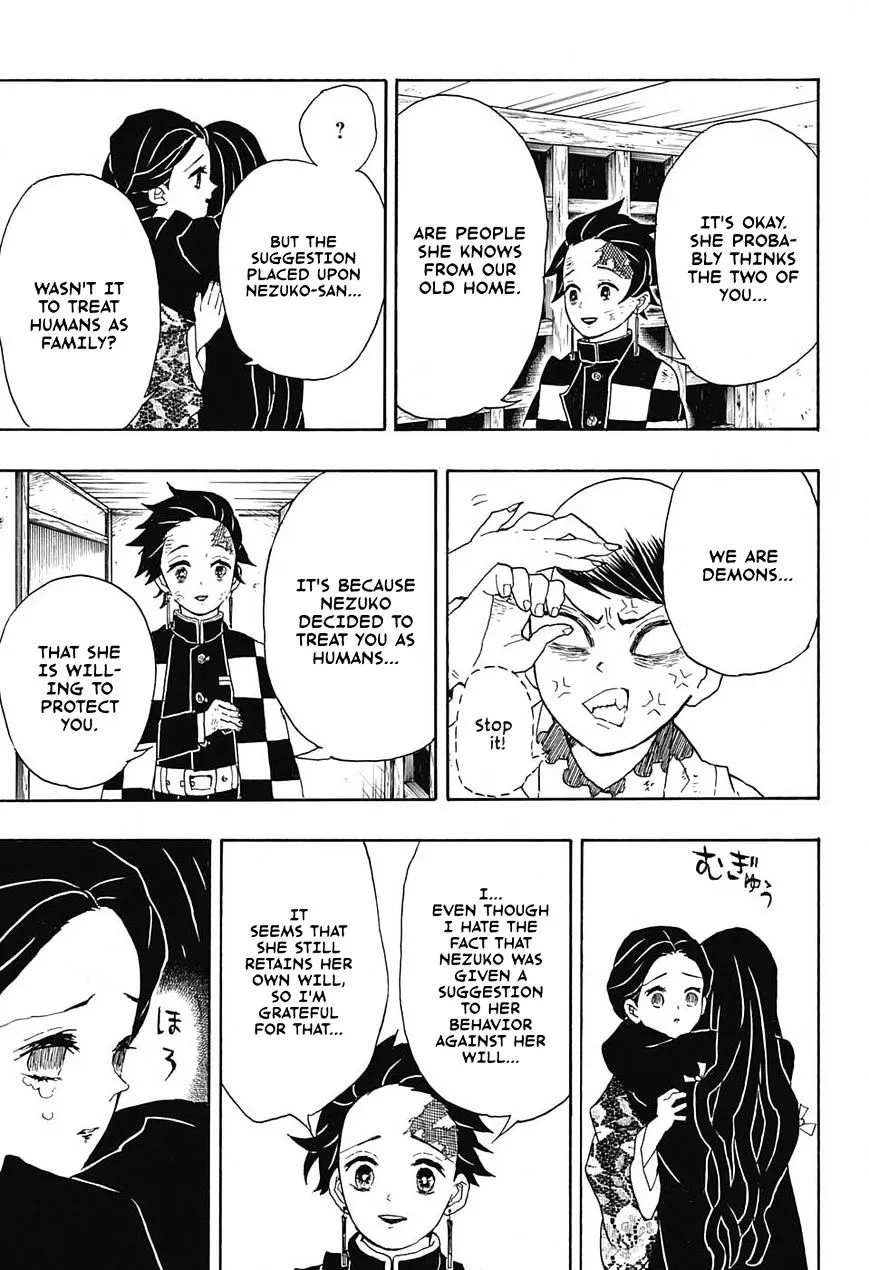 IT'S OKAY.
SHE PROBA-
BLY THINKS
THE TWO OF
YOU...
ARE PEOPLE
SHE KNOWS
FROM OUR
OLD HOME.
?
BUT THE
SUGGESTION
PLACED UPON
NEZUKO-SAN...
WASN'T IT
TO TREAT
HUMANS AS
FAMILY?
WE ARE
DEMONS...
Stop
it!
IT'S BECAUSE
NEZUKO
DECIDED TO
TREAT YOU AS
HUMANS...
THAT SHE
IS WILL-
ING TO
PROTECT
YOU.
むぎゅう
I...
EVEN THOUGH
I HATE THE
FACT THAT
NEZUKO WAS
GIVEN A
SUGGESTION
TO HER
BEHAVIOR
AGAINST HER
WILL...
IT
SEEMS THAT
SHE STILL
RETAINS HER
OWN WILL,
SO I'M
GRATEFUL
FOR THAT...
ほろ